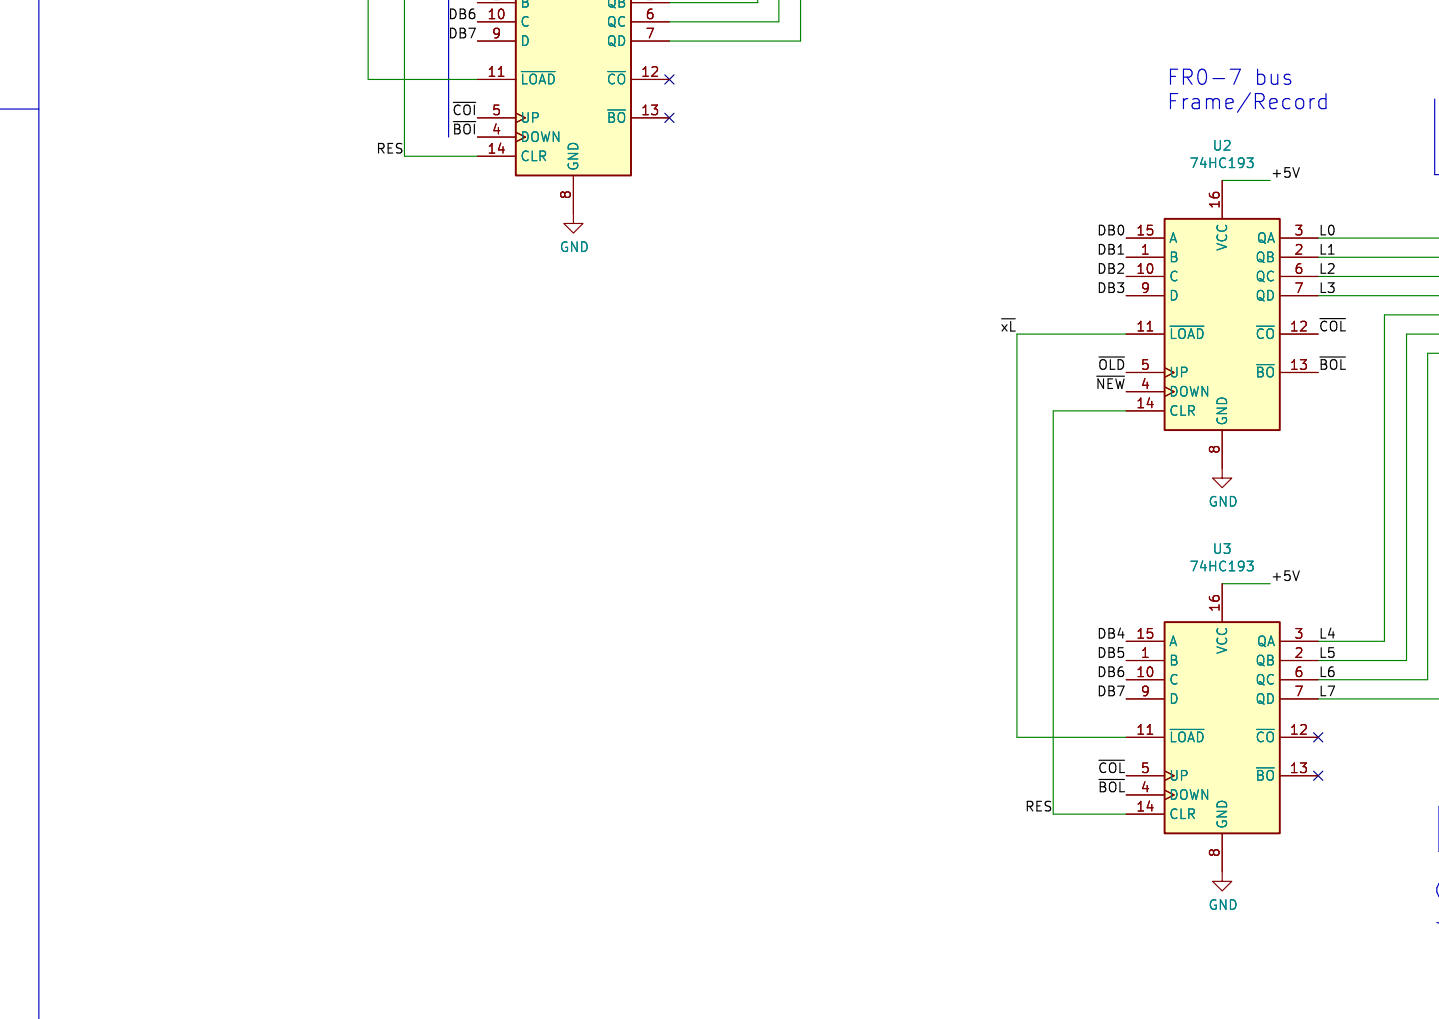 B QB
DB6 10 C QC 6
DB7 9 D QD 7
11 LOAD CO 12
COI 5 UP BO 13
BOI 4 DOWN
RES 14 CLR
GND
8
GND
FR0-7 bus
Frame/Record
U2
74HC193
+5V
16
VCC
DB0 15 A QA 3 L0
DB1 1 B QB 2 L1
DB2 10 C QC 6 L2
DB3 9 D QD 7 L3
xL 11 LOAD CO 12 COL
OLD 5 UP BO 13 BOL
NEW 4 DOWN
14 CLR
GND
8
GND
U3
74HC193
+5V
16
VCC
DB4 15 A QA 3 L4
DB5 1 B QB 2 L5
DB6 10 C QC 6 L6
DB7 9 D QD 7 L7
11 LOAD CO 12
COL 5 UP BO 13
BOL 4 DOWN
RES 14 CLR
GND
8
GND